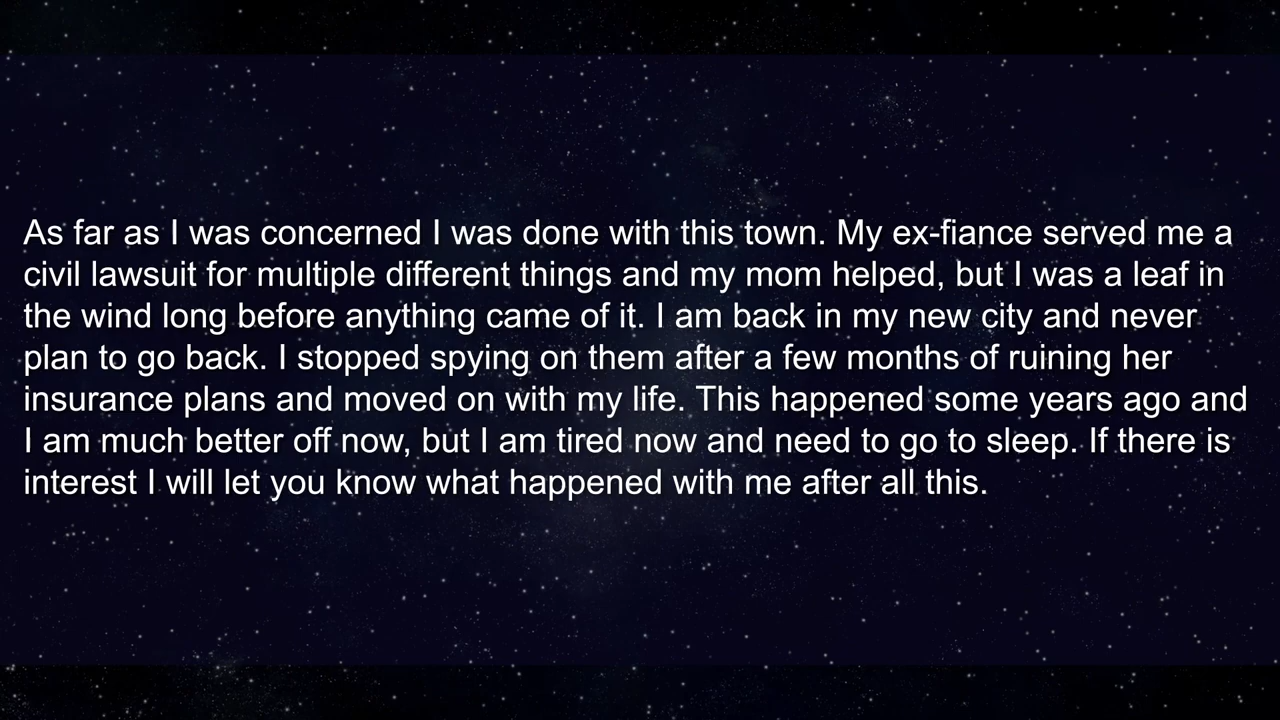 As far as I was concerned I was done with this town. My ex-fiance served me a
civil lawsuit for multiple different things and my mom helped, but I was a leaf in
the wind long before anything came of it. I am back in my new city and never
plan to go back. I stopped spying on them after a few months of ruining her
insurance plans and moved on with my life. This happened some years ago and
I am much better off now, but I am tired now and need to go to sleep. If there is
interest I will let you know what happened with me after all this.